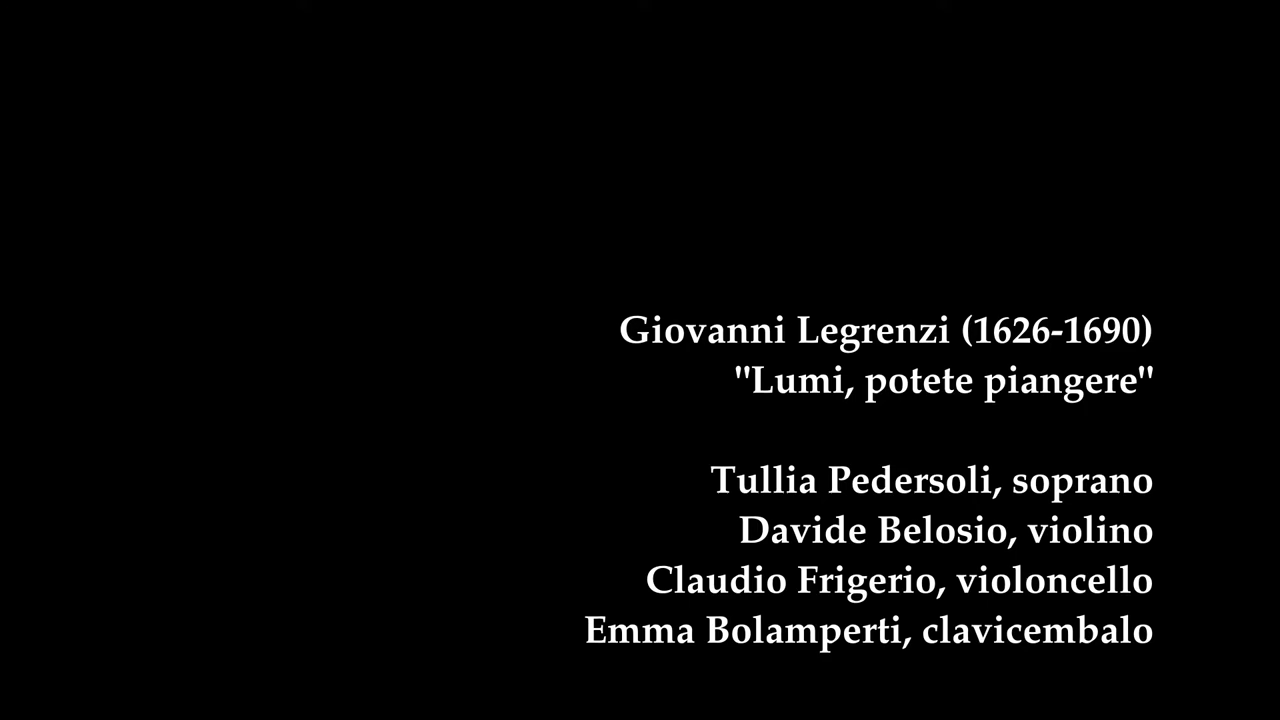 Giovanni Legrenzi (1626-1690)
"Lumi, potete piangere"
Tullia Pedersoli, soprano
Davide Belosio, violino
Claudio Frigerio, violoncello
Emma Bolamperti, clavicembalo